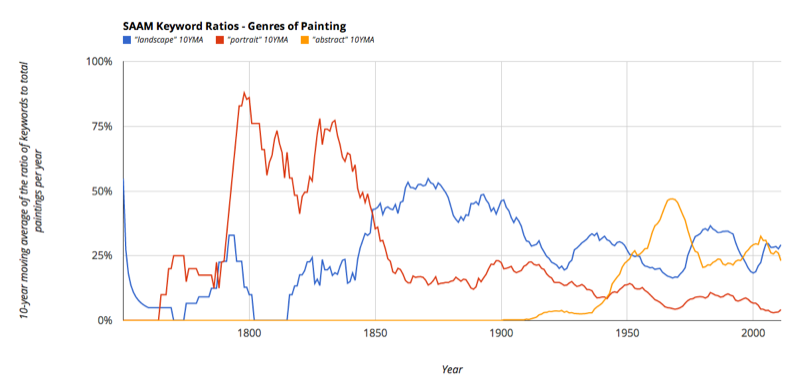 SAAM Keyword Ratios - Genres of Painting
"landscape" 10YMA "portrait" 10YMA "abstract" 10YMA
10-year moving average of the ratio of keywords to total
paintings per year
100%
75%
50%
25%
0%
1800 1850 1900 1950 2000
Year